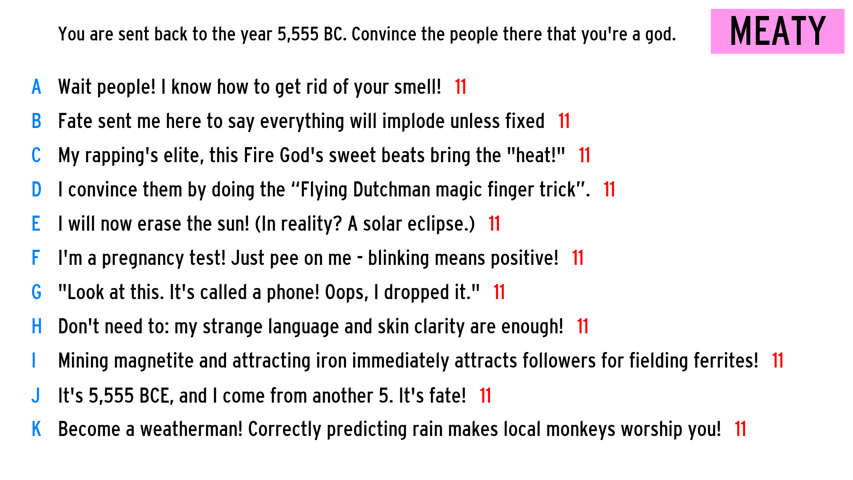 You are sent back to the year 5,555 BC. Convince the people there that you're a god.
MEATY
A Wait people! I know how to get rid of your smell! 11
B Fate sent me here to say everything will implode unless fixed 11
C My rapping's elite, this Fire God's sweet beats bring the "heat!" 11
D I convince them by doing the “Flying Dutchman magic finger trick”. 11
E I will now erase the sun! (In reality? A solar eclipse.) 11
F I'm a pregnancy test! Just pee on me - blinking means positive! 11
G "Look at this. It's called a phone! Oops, I dropped it." 11
H Don't need to: my strange language and skin clarity are enough! 11
I Mining magnetite and attracting iron immediately attracts followers for fielding ferrites! 11
J It's 5,555 BCE, and I come from another 5. It's fate! 11
K Become a weatherman! Correctly predicting rain makes local monkeys worship you! 11